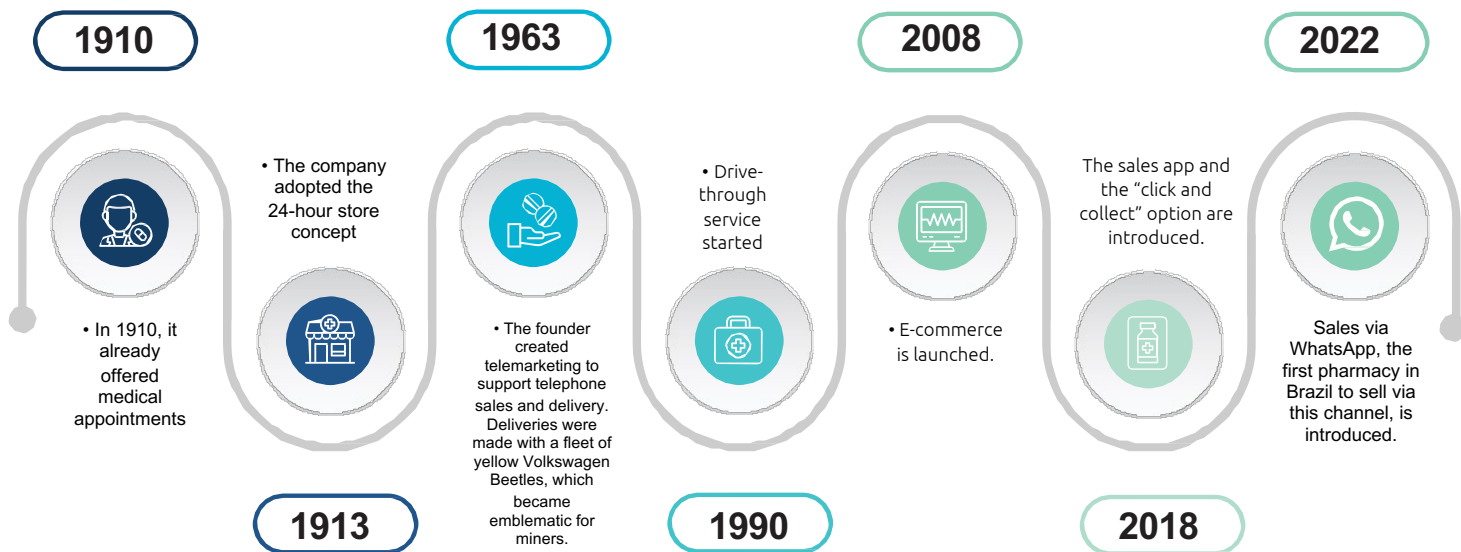 1910
• In 1910, it
already
offered
medical
appointments
• The company
adopted the
24-hour store
concept
1913
1963
• The founder
created
telemarketing to
support telephone
sales and delivery.
Deliveries were
made with a fleet of
yellow Volkswagen
Beetles, which
became
emblematic for
miners.
• Drive-
through
service
started
1990
2008
• E-commerce
is launched.
The sales app and
the “click and
collect” option are
introduced.
2018
2022
Sales via
WhatsApp, the
first pharmacy in
Brazil to sell via
this channel, is
introduced.